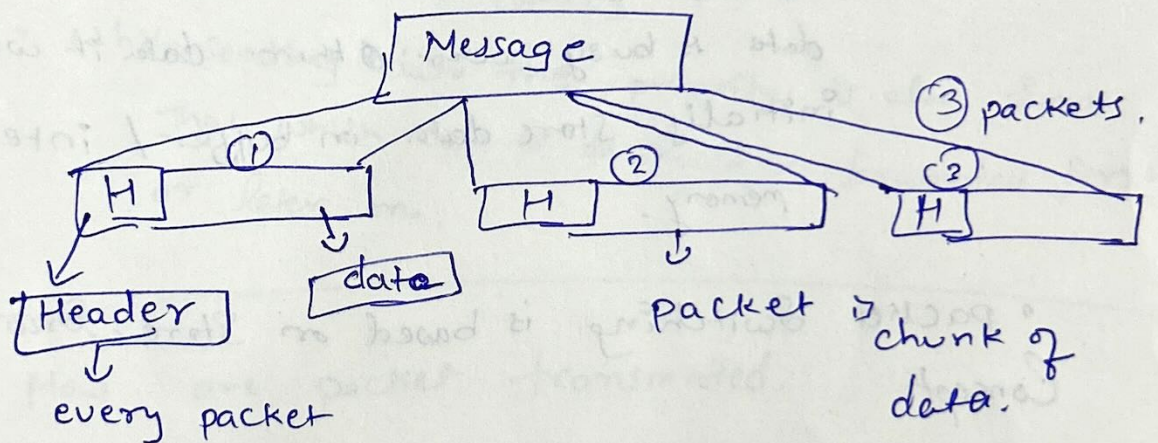 Message
③ packets.
①
②
③
H
H
H
data
Header
packet is
chunk of
data.
every packet